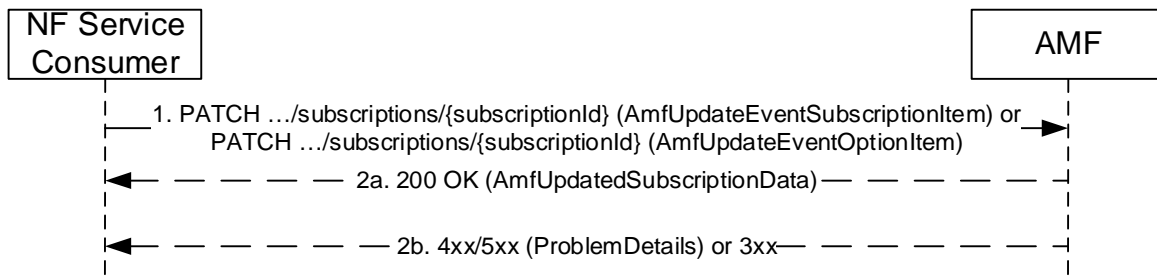 NF Service
Consumer
AMF
1. PATCH …/subscriptions/{subscriptionId} (AmfUpdateEventSubscriptionItem) or
PATCH …/subscriptions/{subscriptionId} (AmfUpdateEventOptionItem)
2a. 200 OK (AmfUpdatedSubscriptionData)
2b. 4xx/5xx (ProblemDetails) or 3xx